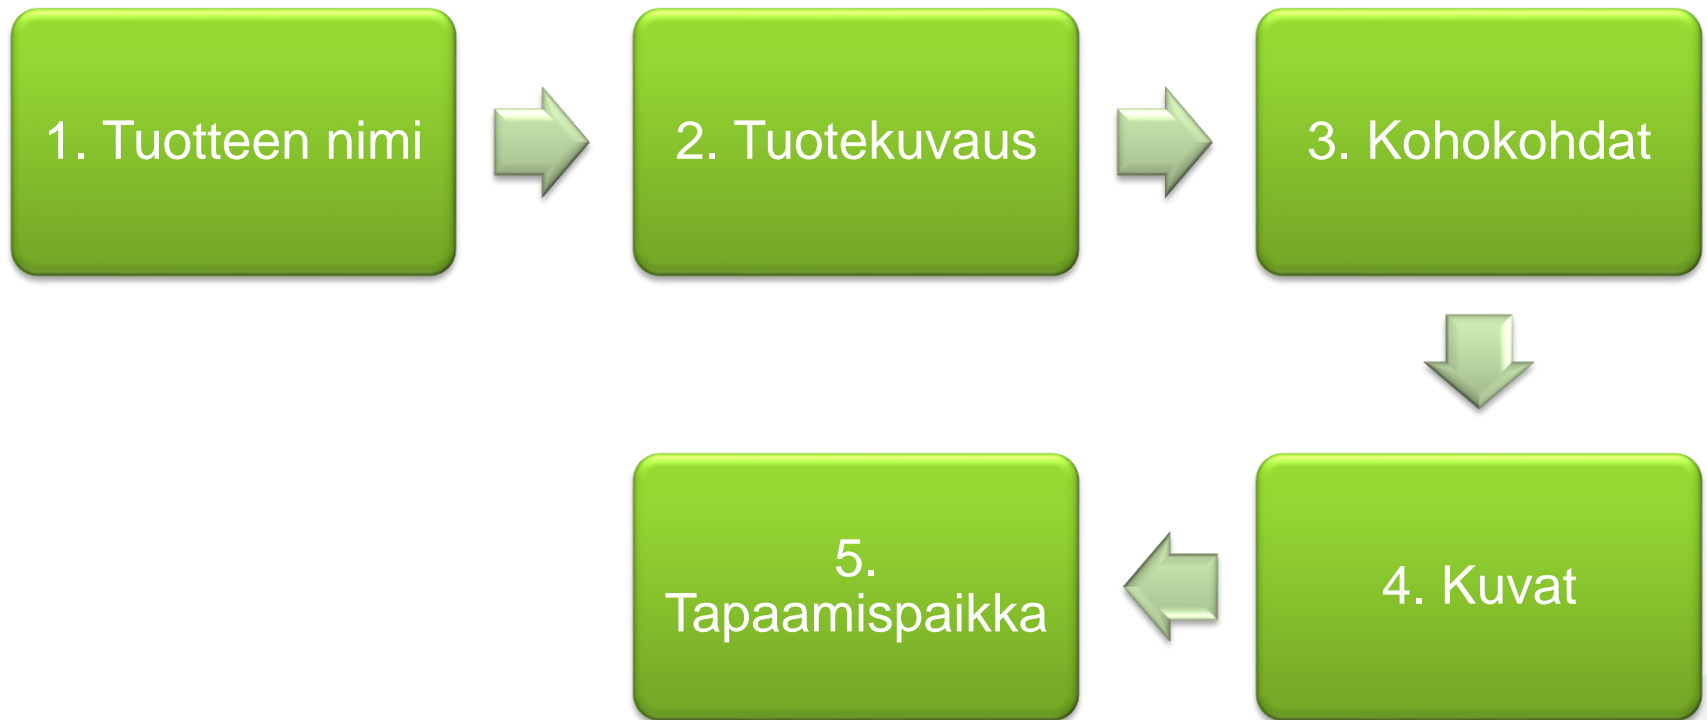 1. Tuotteen nimi
2. Tuotekuvaus
3. Kohokohdat
4. Kuvat
5.
Tapaamispaikka